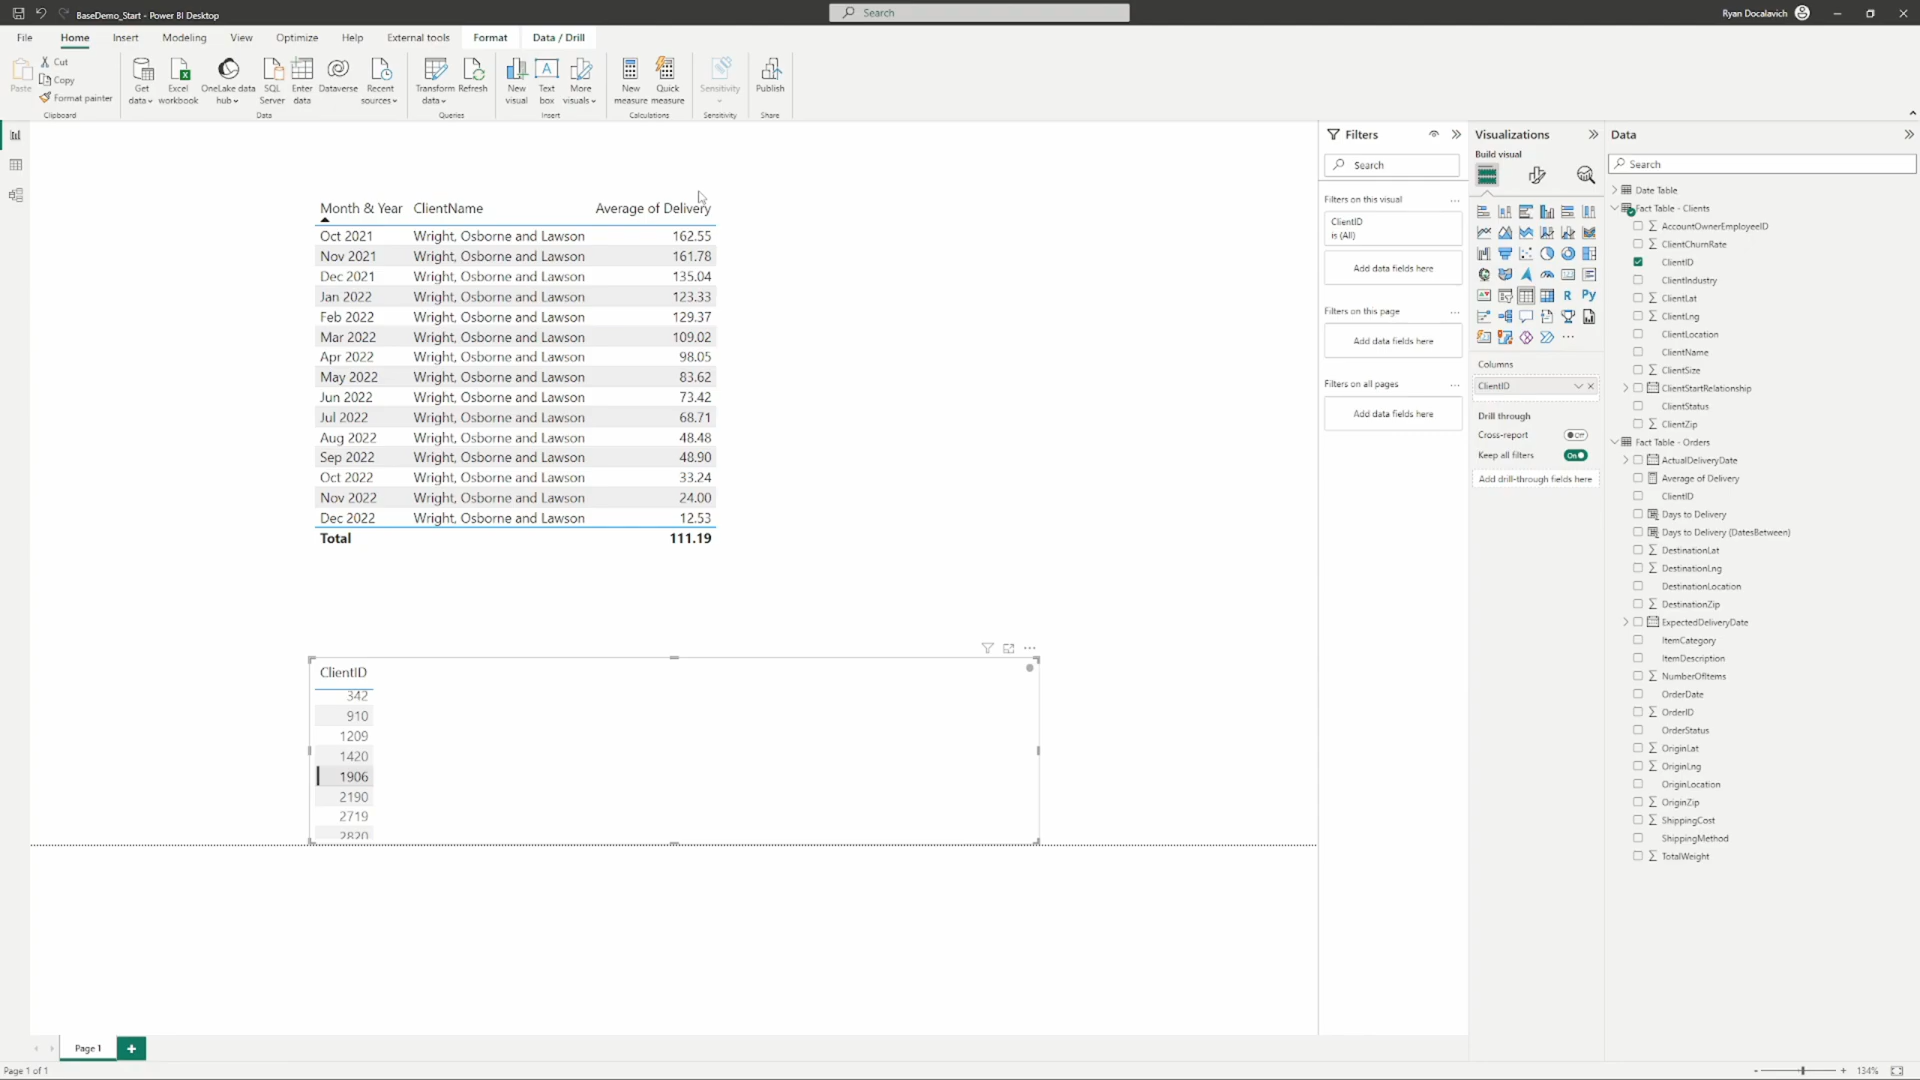 BaseDemo_Start - Power BI Desktop
Search
Ryan Docalavich
File Home Insert Modeling View Optimize Help External tools Format Data / Drill
Paste
Cut
Copy
Format painter
Clipboard
Get data
Excel workbook
OneLake data hub
SQL Server
Enter data
Dataverse
Recent sources
Data
Transform data
Refresh
Queries
New visual
Text box
More visuals
Insert
New measure
Quick measure
Calculations
Sensitivity
Sensitivity
Publish
Share
Month & Year ClientName Average of Delivery
Oct 2021 Wright, Osborne and Lawson 162.55
Nov 2021 Wright, Osborne and Lawson 161.78
Dec 2021 Wright, Osborne and Lawson 135.04
Jan 2022 Wright, Osborne and Lawson 123.33
Feb 2022 Wright, Osborne and Lawson 129.37
Mar 2022 Wright, Osborne and Lawson 109.02
Apr 2022 Wright, Osborne and Lawson 98.05
May 2022 Wright, Osborne and Lawson 83.62
Jun 2022 Wright, Osborne and Lawson 73.42
Jul 2022 Wright, Osborne and Lawson 68.71
Aug 2022 Wright, Osborne and Lawson 48.48
Sep 2022 Wright, Osborne and Lawson 48.90
Oct 2022 Wright, Osborne and Lawson 33.24
Nov 2022 Wright, Osborne and Lawson 24.00
Dec 2022 Wright, Osborne and Lawson 12.53
Total 111.19
ClientID
342
910
1209
1420
1906
2190
2719
2820
Filters
Search
Filters on this visual
ClientID
is (All)
Add data fields here
Filters on this page
Add data fields here
Filters on all pages
Add data fields here
Visualizations
Build visual
R Py
Columns
ClientID
Drill through
Cross-report Off
Keep all filters On
Add drill-through fields here
Data
Search
Date Table
Fact Table - Clients
AccountOwnerEmployeeID
ClientChurnRate
ClientID
ClientIndustry
ClientLat
ClientLng
ClientLocation
ClientName
ClientSize
ClientStartRelationship
ClientStatus
ClientZip
Fact Table - Orders
ActualDeliveryDate
Average of Delivery
ClientID
Days to Delivery
Days to Delivery (DatesBetween)
DestinationLat
DestinationLng
DestinationLocation
DestinationZip
ExpectedDeliveryDate
ItemCategory
ItemDescription
NumberOfItems
OrderDate
OrderID
OrderStatus
OriginLat
OriginLng
OriginLocation
OriginZip
ShippingCost
ShippingMethod
TotalWeight
Page 1
Page 1 of 1
134%